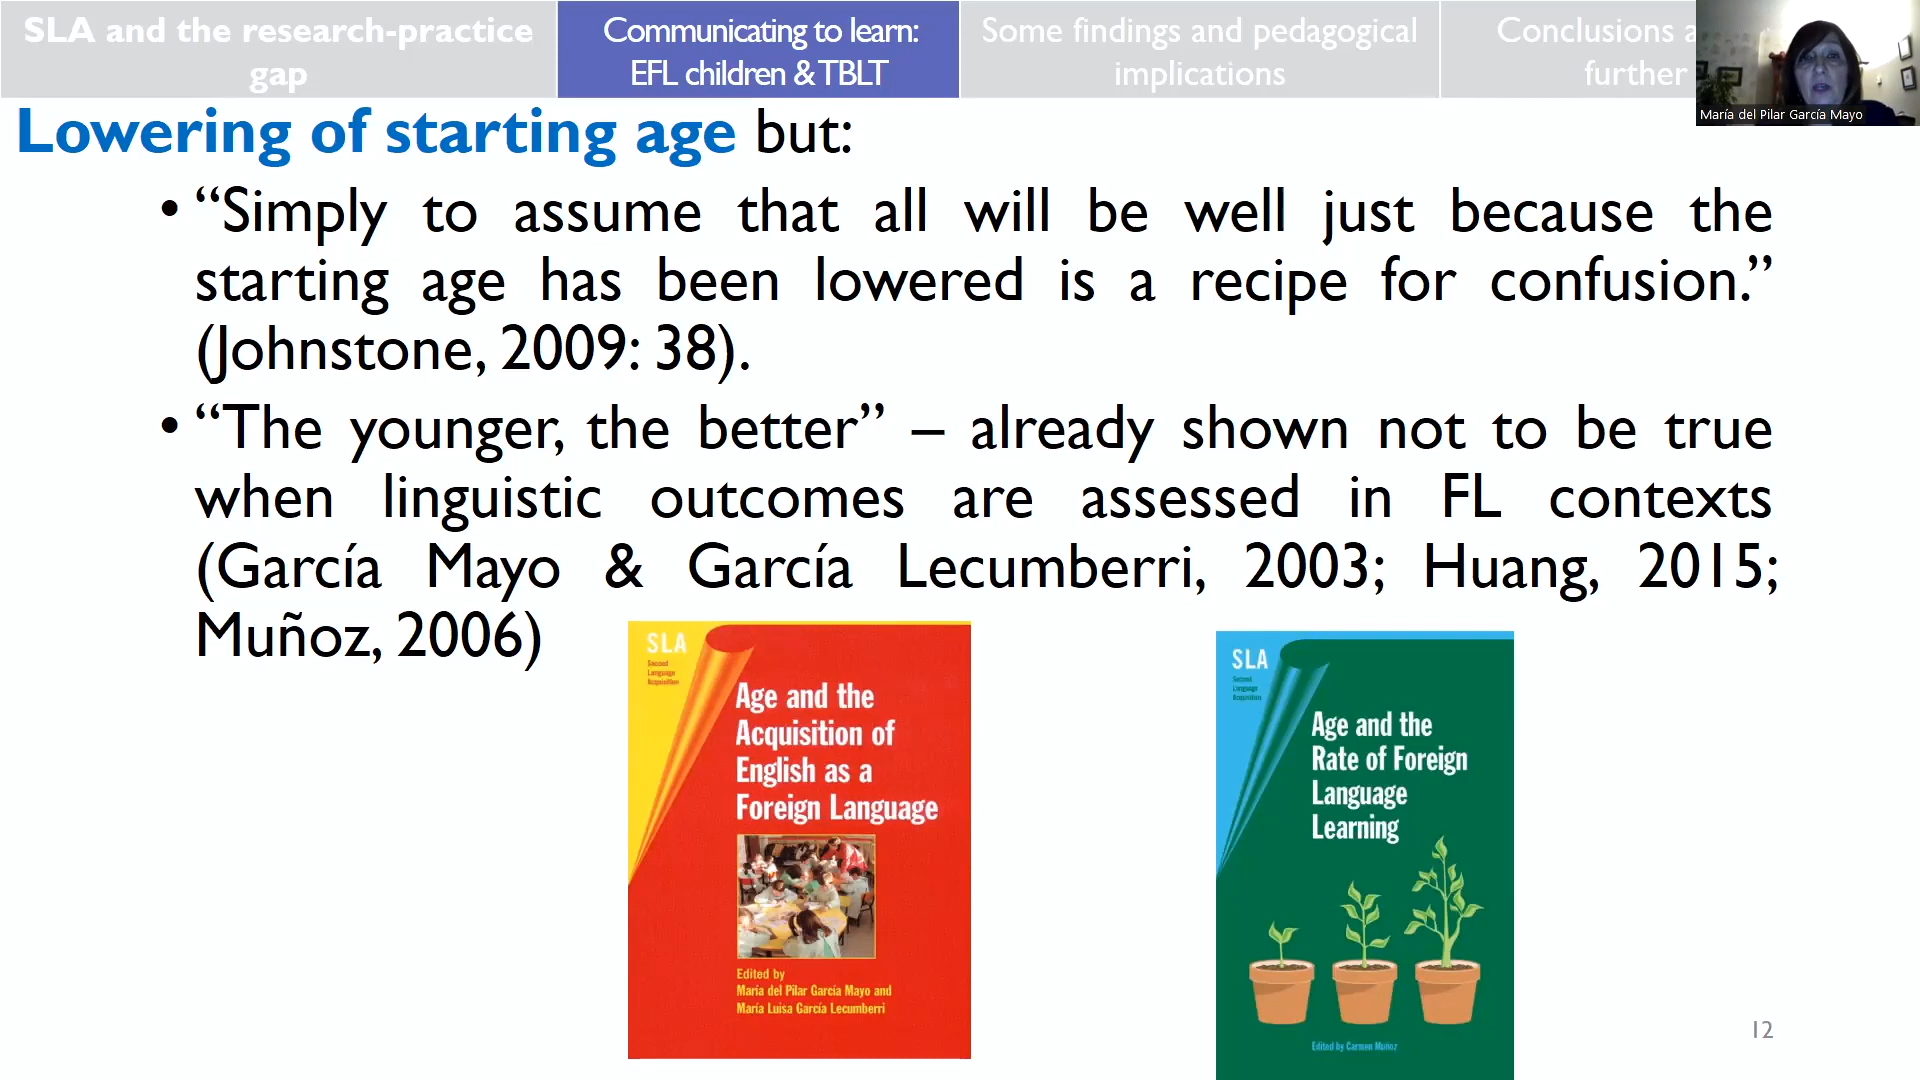 SLA and the research-practice
gap
Communicating to learn:
EFL children & TBLT
Some findings and pedagogical
implications
Conclusions
further
María del Pilar García Mayo
Lowering of starting age but:
• “Simply to assume that all will be well just because the
starting age has been lowered is a recipe for confusion.”
(Johnstone, 2009: 38).
• “The younger, the better” – already shown not to be true
when linguistic outcomes are assessed in FL contexts
(García Mayo & García Lecumberri, 2003; Huang, 2015;
Muñoz, 2006)
SLA
Second
Language
Acquisition
Age and the
Acquisition of
English as a
Foreign Language
Edited by
María del Pilar García Mayo and
María Luisa García Lecumberri
SLA
Second
Language
Acquisition
Age and the
Rate of Foreign
Language
Learning
Edited by Carmen Muñoz
12